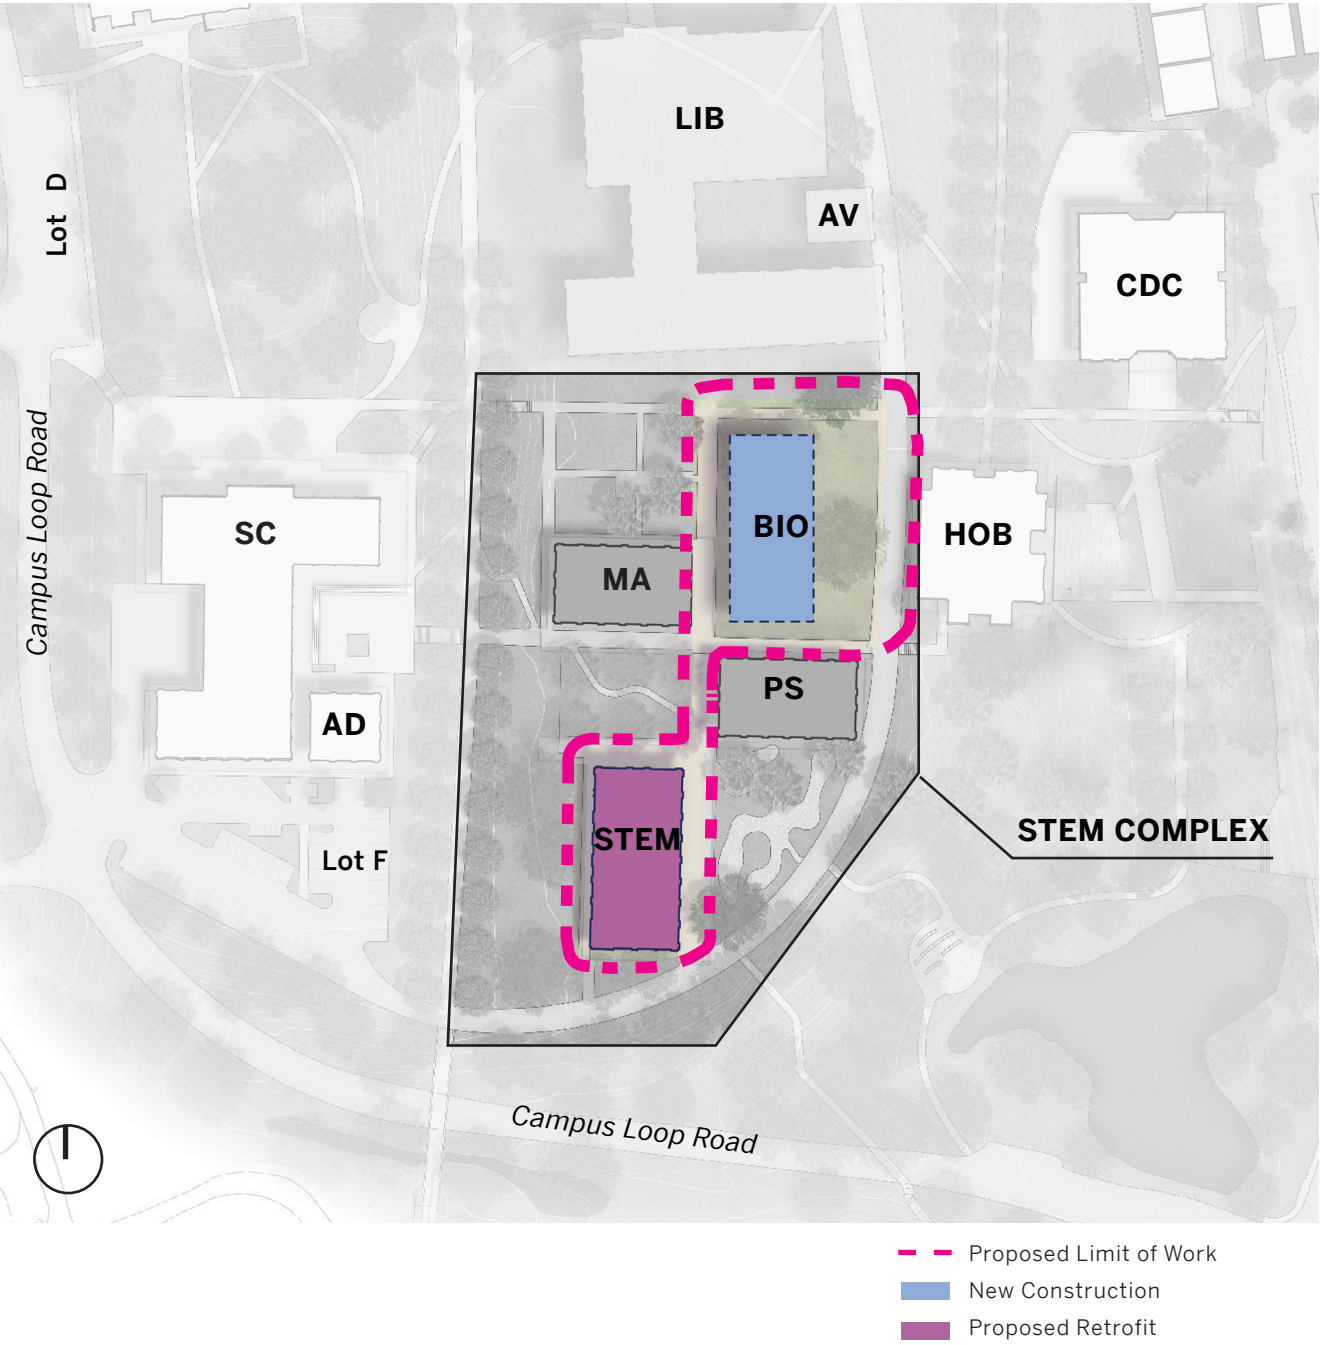 LIB
Lot D
AV
CDC
Campus Loop Road
BIO
SC
HOB
MA
PS
AD
STEM
STEM COMPLEX
Lot F
Campus Loop Road
Proposed Limit of Work
New Construction
Proposed Retrofit